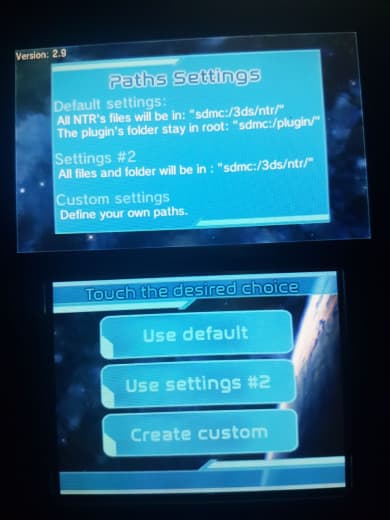 Version: 2.9
Paths Settings
Default settings:
All NTR's files will be in: "sdmc:/3ds/ntr/"
The plugin's folder stay in root: "sdmc:/plugin/"
Settings #2
All files and folder will be in : "sdmc:/3ds/ntr/"
Custom settings
Define your own paths.
Touch the desired choice
Use default
Use settings #2
Create custom